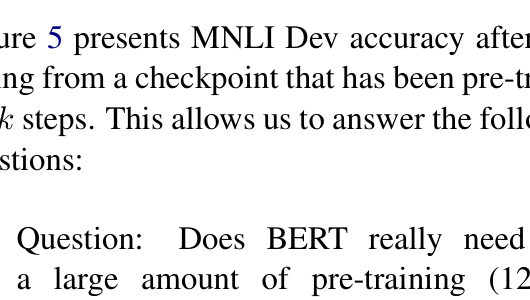 ure 5 presents MNLI Dev accuracy after
ing from a checkpoint that has been pre-tr
k steps. This allows us to answer the follo
stions:
Question: Does BERT really need
a large amount of pre-training (12